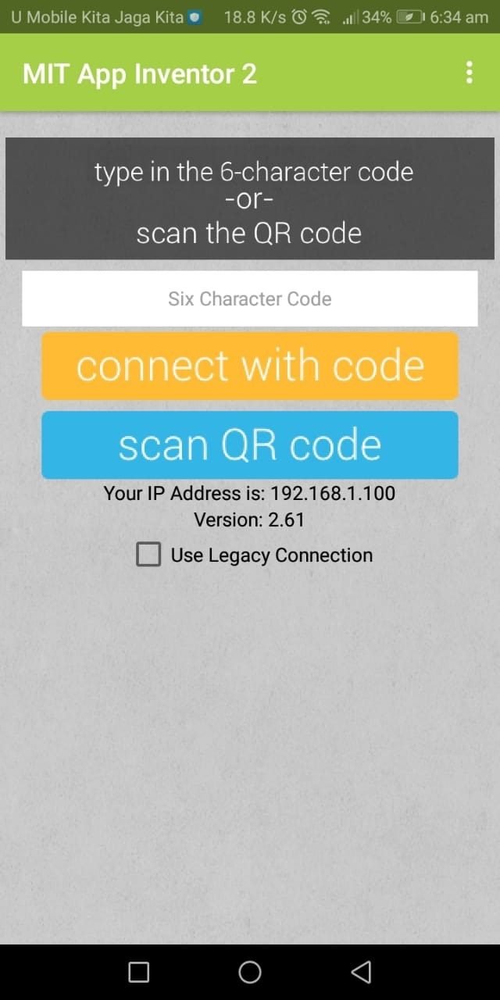 U Mobile Kita Jaga Kita 18.8 K/s 34% 6:34 am
MIT App Inventor 2
type in the 6-character code
-or-
scan the QR code
Six Character Code
connect with code
scan QR code
Your IP Address is: 192.168.1.100
Version: 2.61
Use Legacy Connection